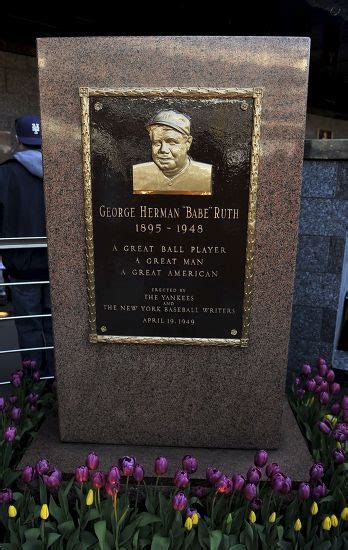 GEORGE HERMAN "BABE" RUTH
1895 - 1948
A GREAT BALL PLAYER
A GREAT MAN
A GREAT AMERICAN
ERECTED BY
THE YANKEES
AND
THE NEW YORK BASEBALL WRITERS
APRIL 19, 1949